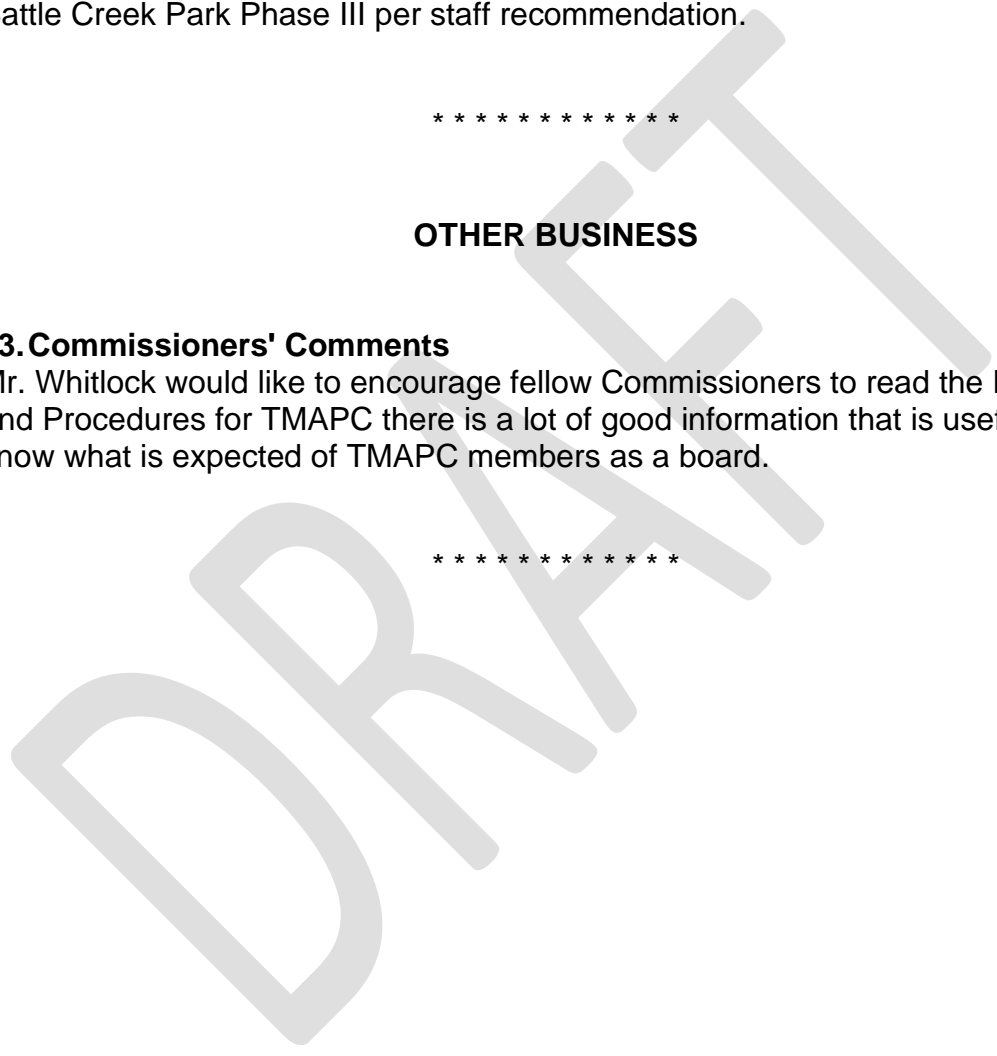 attle Creek Park Phase III per staff recommendation.
* * * * * * * * * * * *
OTHER BUSINESS
3. Commissioners' Comments
Mr. Whitlock would like to encourage fellow Commissioners to read the
nd Procedures for TMAPC there is a lot of good information that is usef
now what is expected of TMAPC members as a board.
* * * * * * * * * * * *
DRAFT